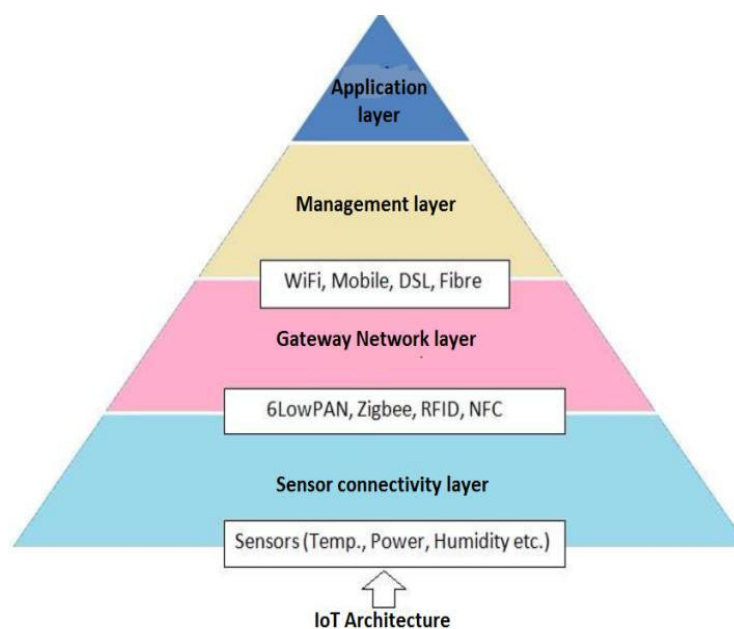 Application
layer
Management layer
WiFi, Mobile, DSL, Fibre
Gateway Network layer
6LowPAN, Zigbee, RFID, NFC
Sensor connectivity layer
Sensors (Temp., Power, Humidity etc.)
IoT Architecture